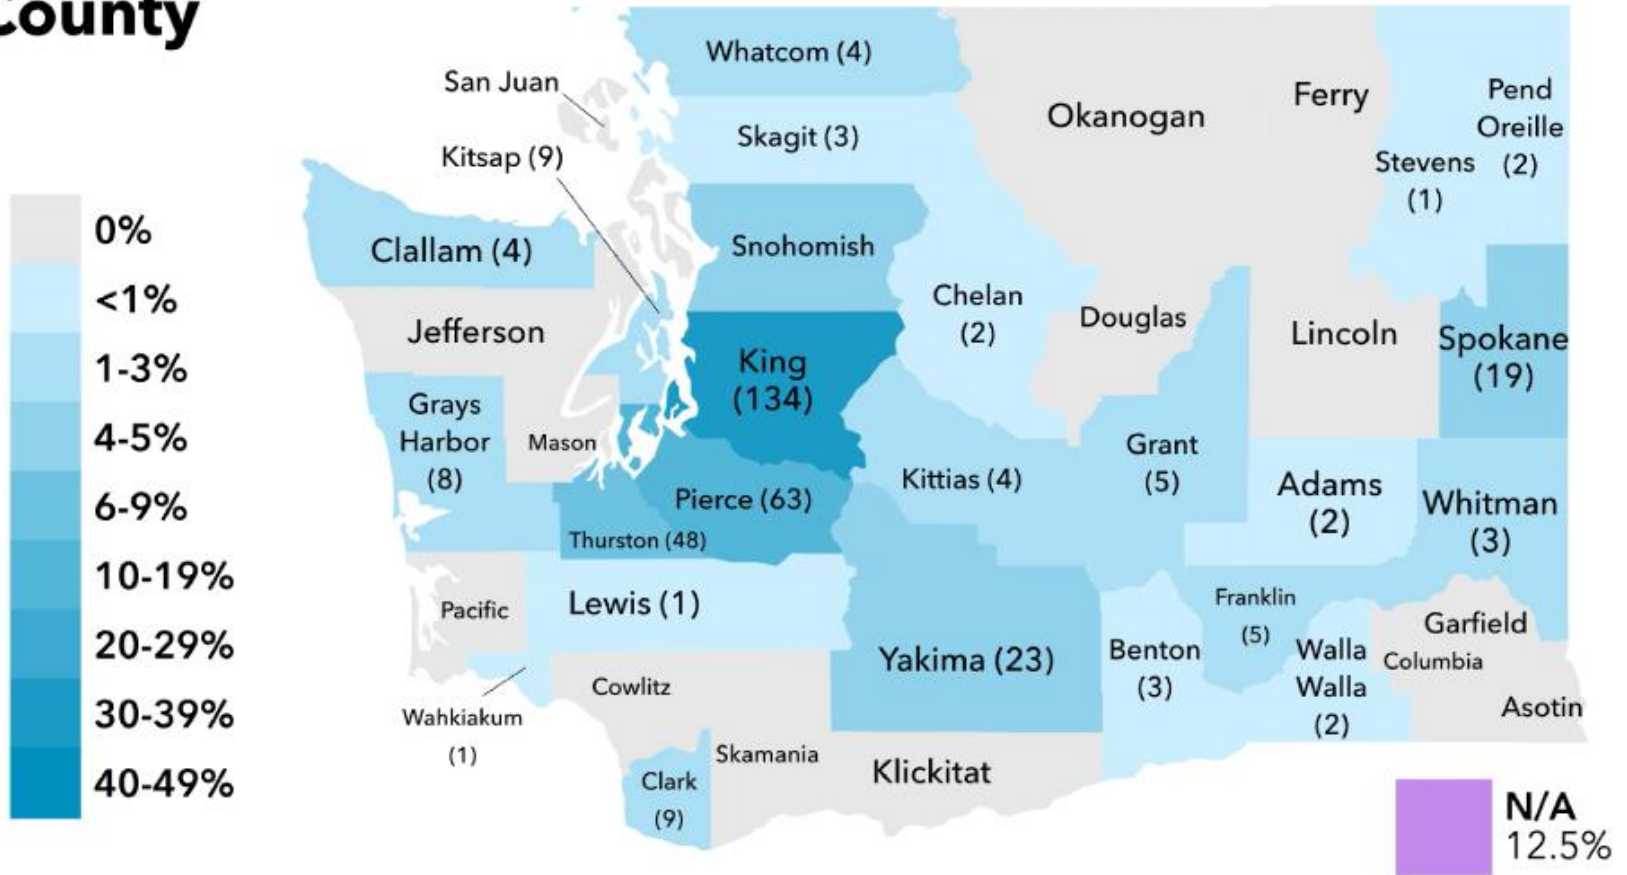 County
0%
<1%
1-3%
4-5%
6-9%
10-19%
20-29%
30-39%
40-49%
Whatcom (4)
San Juan
Skagit (3)
Kitsap (9)
Okanogan
Ferry
Pend
Oreille
(2)
Stevens
(1)
Clallam (4)
Snohomish
Jefferson
Chelan
(2)
Douglas
Lincoln
Spokane
(19)
King
(134)
Grays
Harbor
(8)
Mason
Grant
(5)
Kittias (4)
Adams
(2)
Whitman
(3)
Pierce (63)
Thurston (48)
Pacific
Lewis (1)
Yakima (23)
Benton
(3)
Franklin
(5)
Walla
Walla
(2)
Garfield
Columbia
Asotin
Wahkiakum
(1)
Cowlitz
Skamania
Klickitat
Clark
(9)
N/A
12.5%